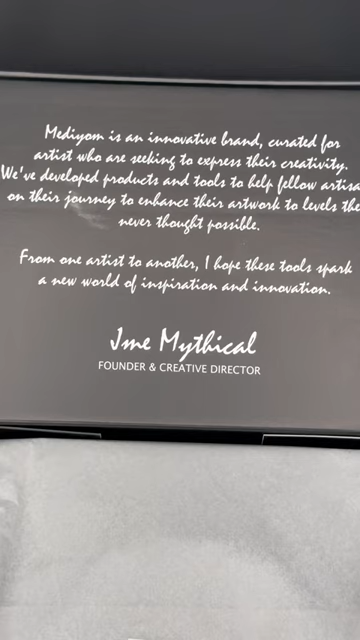 Mediyom is an innovative brand, curated for
artist who are seeking to express their creativity.
We've developed products and tools to help fellow
on their journey to enhance their artwork to levels
never thought possible.
From one artist to another, I hope these tools spark
a new world of inspiration and innovation.
Jme Mythical
FOUNDER & CREATIVE DIRECTOR